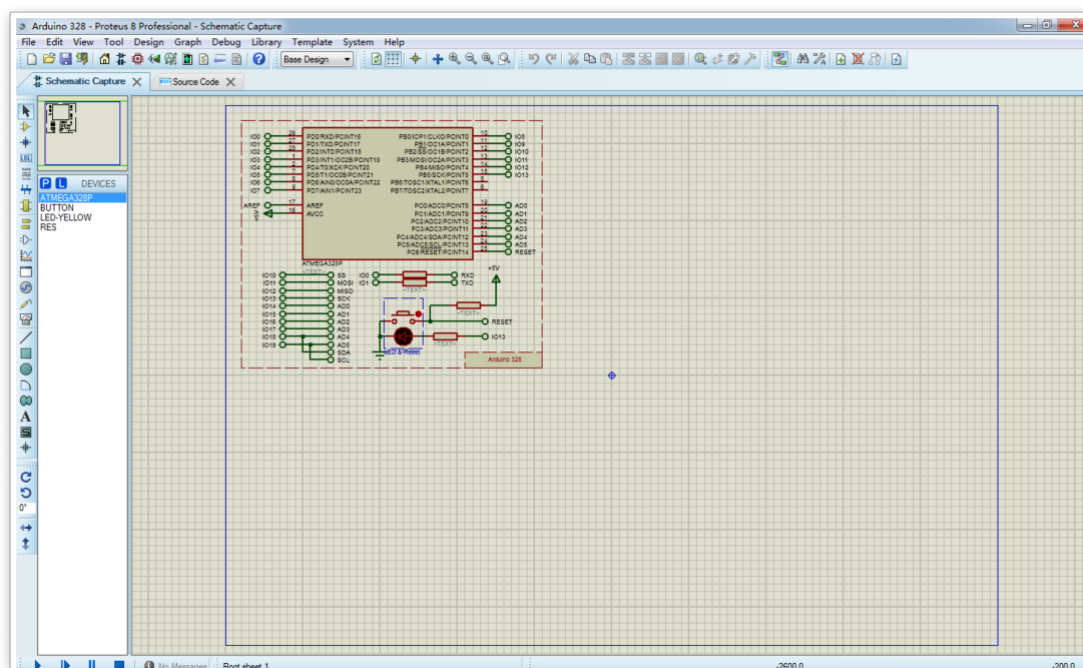 Arduino 328 - Proteus 8 Professional - Schematic Capture
File Edit View Tool Design Graph Debug Library Template System Help
Base Design
Schematic Capture
Source Code
P L DEVICES
ATMEGA328P
BUTTON
LED-YELLOW
RES
0°
IO0
IO1
IO2
IO3
IO4
IO5
IO6
IO7
AREF
+5V
PD0/RXD/PCINT16
PD1/TXD/PCINT17
PD2/INT0/PCINT18
PD3/INT1/OC2B/PCINT19
PD4/T0/XCK/PCINT20
PD5/T1/OC0B/PCINT21
PD6/AIN0/OC0A/PCINT22
PD7/AIN1/PCINT23
AREF
AVCC
PB0/ICP1/CLKO/PCINT0
PB1/OC1A/PCINT1
PB2/SS/OC1B/PCINT2
PB3/MOSI/OC2A/PCINT3
PB4/MISO/PCINT4
PB5/SCK/PCINT5
PB6/TOSC1/XTAL1/PCINT6
PB7/TOSC2/XTAL2/PCINT7
PC0/ADC0/PCINT8
PC1/ADC1/PCINT9
PC2/ADC2/PCINT10
PC3/ADC3/PCINT11
PC4/ADC4/SDA/PCINT12
PC5/ADC5/SCL/PCINT13
PC6/RESET/PCINT14
IO9
IO10
IO11
IO12
IO13
AD0
AD1
AD2
AD3
AD4
AD5
RESET
ATMEGA328P
<TEXT>
IO10 SS
IO11 MOSI
IO12 MISO
IO13 SCK
IO14 AD0
IO15 AD1
IO16 AD2
IO17 AD3
IO18 AD4
IO19 AD5
SDA
SCL
IO0 RXD
IO1 TXD
<TEXT>
+5V
<TEXT>
RESET
IO13
<TEXT>
LED & Reset
Arduino 328
No Messages
Root sheet 1
-2600.0
-200.0